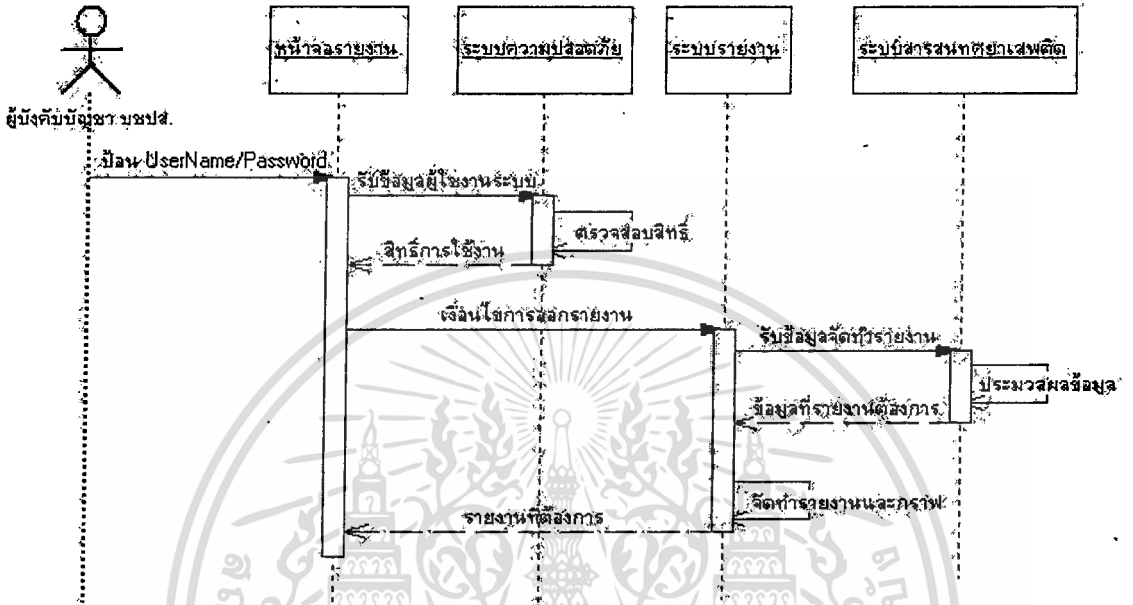 หน้าจอรายงาน
ระบบความปลอดภัย
ระบบรายงาน
ระบบสารสนเทศยาเสพติด
ผู้บังคับบัญชา บชปส.
ป้อน UserName/Password
รับข้อมูลผู้ใช้งานระบบ
ตรวจสอบสิทธิ์
สิทธิ์การใช้งาน
เงื่อนไขการออกรายงาน
รับข้อมูลจัดทำรายงาน
ประมวลผลข้อมูล
ข้อมูลที่รายงานต้องการ
จัดทำรายงานและกราฟ
รายงานที่ต้องการ